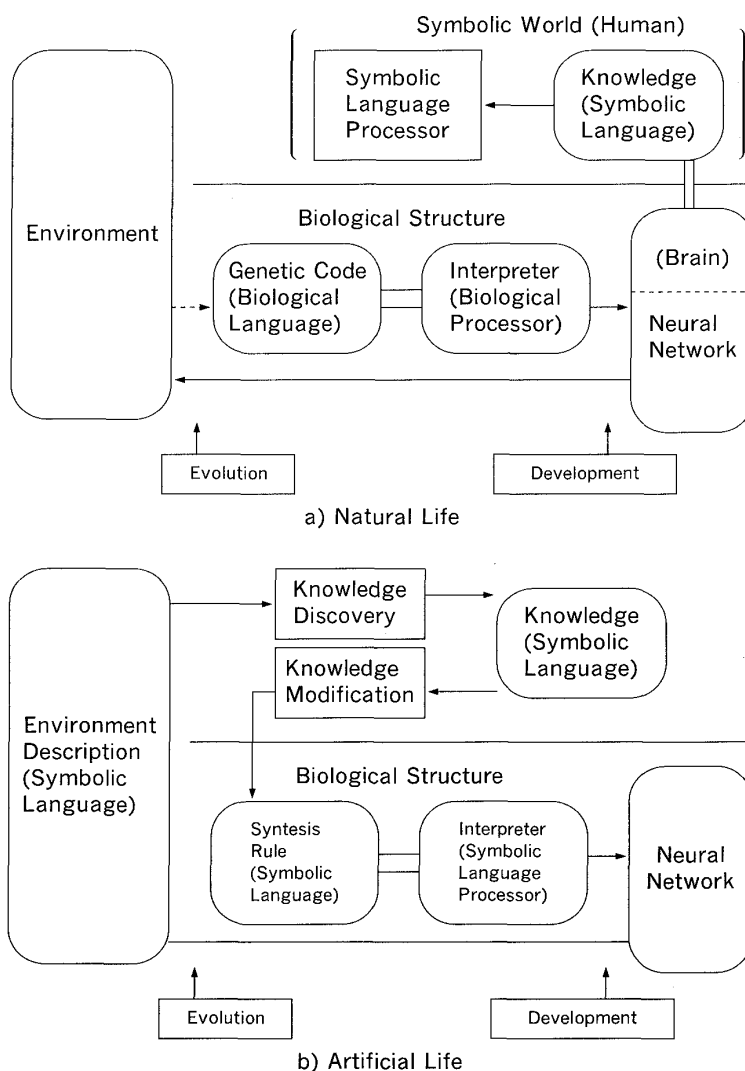 Symbolic World (Human)
Symbolic
Language
Processor
Knowledge
(Symbolic
Language)
Environment
Biological Structure
Genetic Code
(Biological
Language)
Interpreter
(Biological
Processor)
(Brain)
Neural
Network
Evolution
Development
a) Natural Life
Knowledge
Discovery
Knowledge
(Symbolic
Language)
Knowledge
Modification
Environment
Description
(Symbolic
Language)
Biological Structure
Syntesis
Rule
(Symbolic
Language)
Interpreter
(Symbolic
Language
Processor)
Neural
Network
Evolution
Development
b) Artificial Life